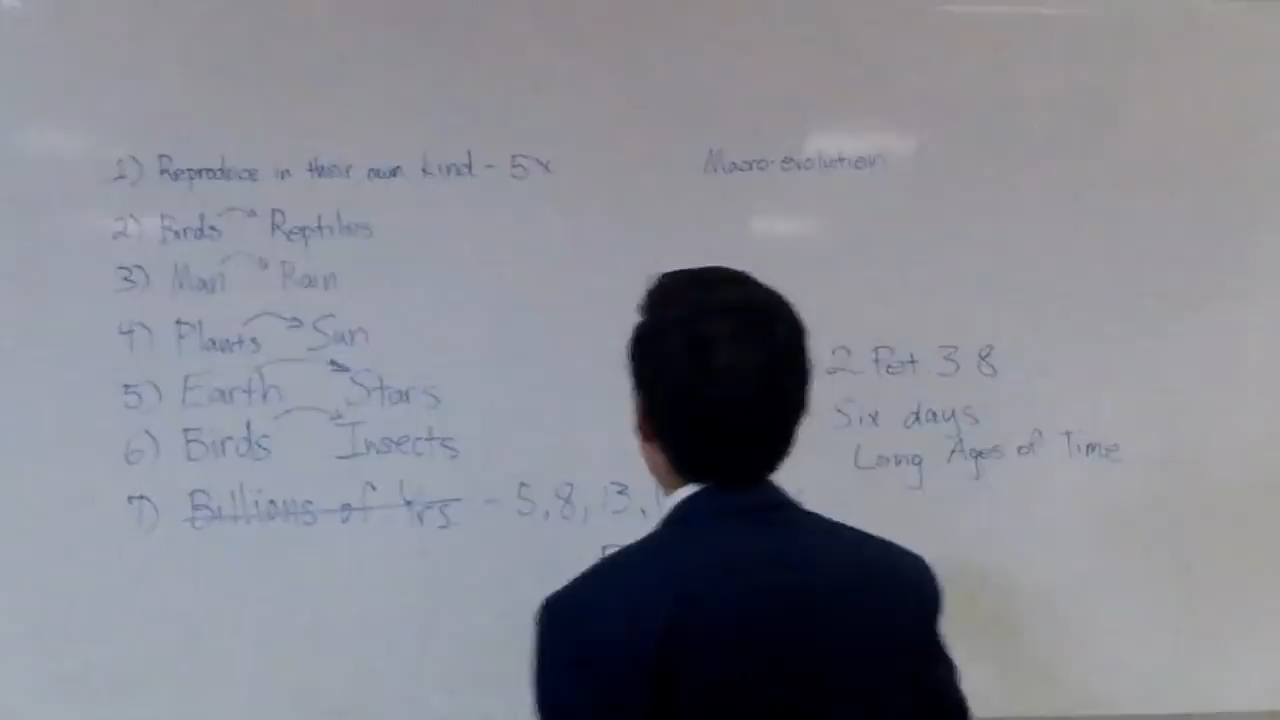 1) Reproduce in their own kind - 5x
Macro-evolution
2) Birds → Reptiles
3) Man → Rain
4) Plants → Sun
5) Earth → Stars
6) Birds → Insects
7) Billions of Yrs - 5, 8, 13,
2 Pet 3 8
Six days
Long Ages of Time